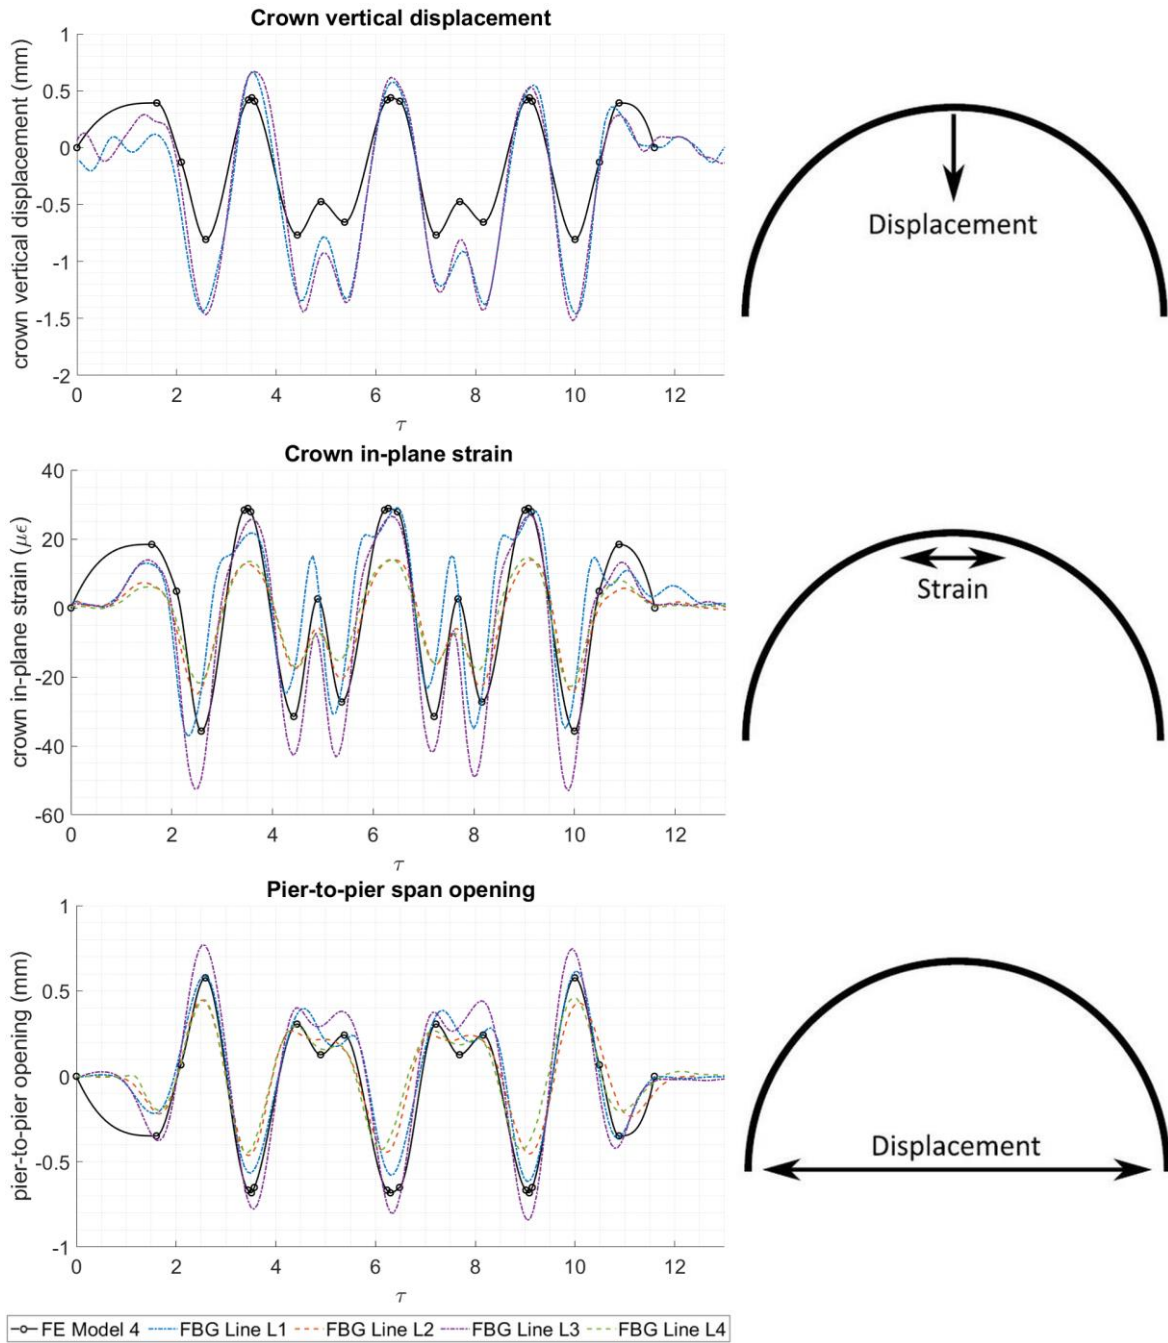 Crown vertical displacement
crown vertical displacement (mm)
1
0.5
0
-0.5
-1
-1.5
-2
0 2 4 6 8 10 12
τ
Displacement
Crown in-plane strain
crown in-plane strain (με)
40
20
0
-20
-40
-60
0 2 4 6 8 10 12
τ
Strain
Pier-to-pier span opening
pier-to-pier opening (mm)
1
0.5
0
-0.5
-1
0 2 4 6 8 10 12
τ
Displacement
FE Model 4 FBG Line L1 FBG Line L2 FBG Line L3 FBG Line L4